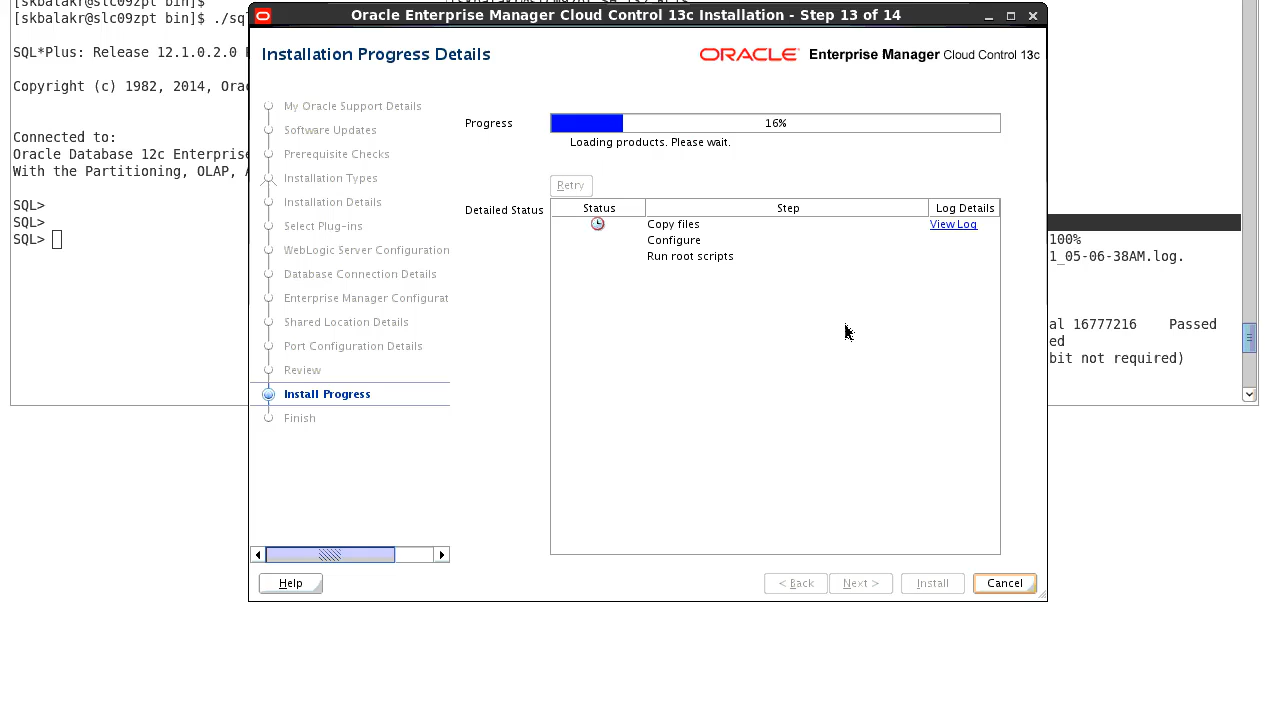 [skbalakr@slc09zpt bin]$
[skbalakr@slc09zpt bin]$ ./sq
SQL*Plus: Release 12.1.0.2.0
Copyright (c) 1982, 2014, Ora
Connected to:
Oracle Database 12c Enterprise
With the Partitioning, OLAP,
SQL>
SQL>
SQL>
Oracle Enterprise Manager Cloud Control 13c Installation - Step 13 of 14
Installation Progress Details
ORACLE Enterprise Manager Cloud Control 13c
My Oracle Support Details
Software Updates
Prerequisite Checks
Installation Types
Installation Details
Select Plug-ins
WebLogic Server Configuration
Database Connection Details
Enterprise Manager Configurat
Shared Location Details
Port Configuration Details
Review
Install Progress
Finish
Progress
16%
Loading products. Please wait.
Retry
Detailed Status
Status Step Log Details
Copy files View Log
Configure
Run root scripts
Help
< Back
Next >
Install
Cancel
100%
1_05-06-38AM.log.
al 16777216 Passed
ed
bit not required)